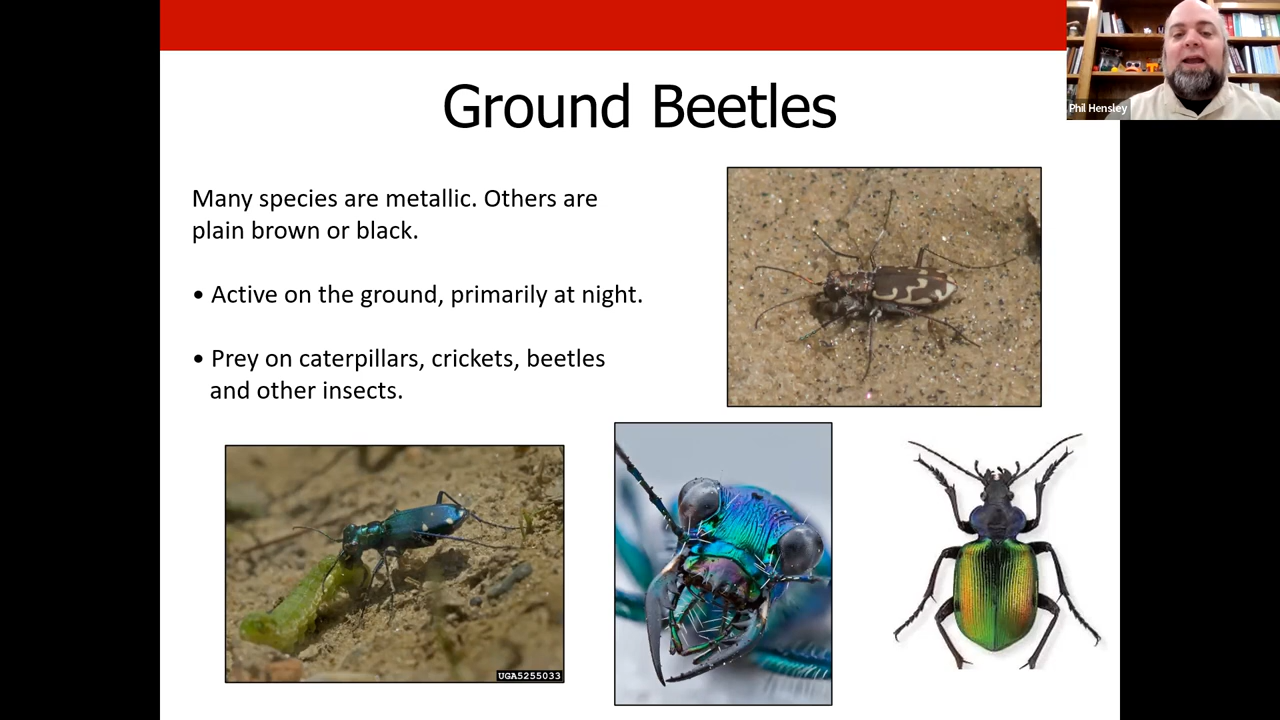 Ground Beetles
Phil Hensley
Many species are metallic. Others are
plain brown or black.
• Active on the ground, primarily at night.
• Prey on caterpillars, crickets, beetles
and other insects.
UGA5255033